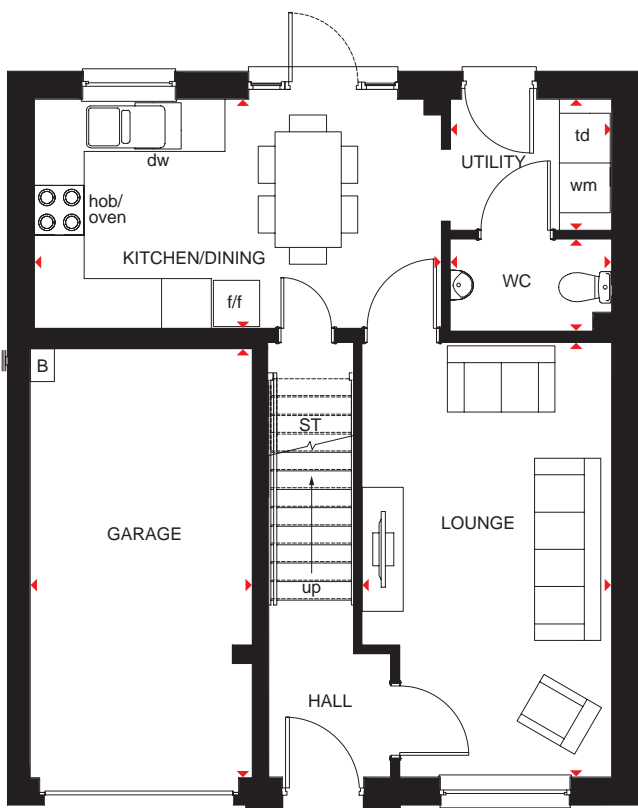 td
dw
UTILITY
wm
hob/
oven
KITCHEN/DINING
WC
f/f
B
ST
GARAGE
LOUNGE
up
HALL